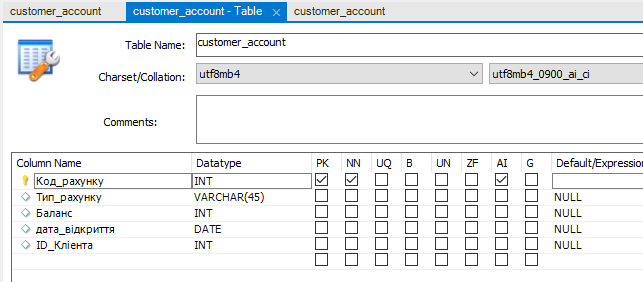 customer_account customer_account - Table × customer_account
Table Name: customer_account
Charset/Collation: utf8mb4 utf8mb4_0900_ai_ci
Comments:
Column Name Datatype PK NN UQ B UN ZF AI G Default/Expression
Код_рахунку INT
Тип_рахунку VARCHAR(45) NULL
Баланс INT NULL
дата_відкриття DATE NULL
ID_Клієнта INT NULL